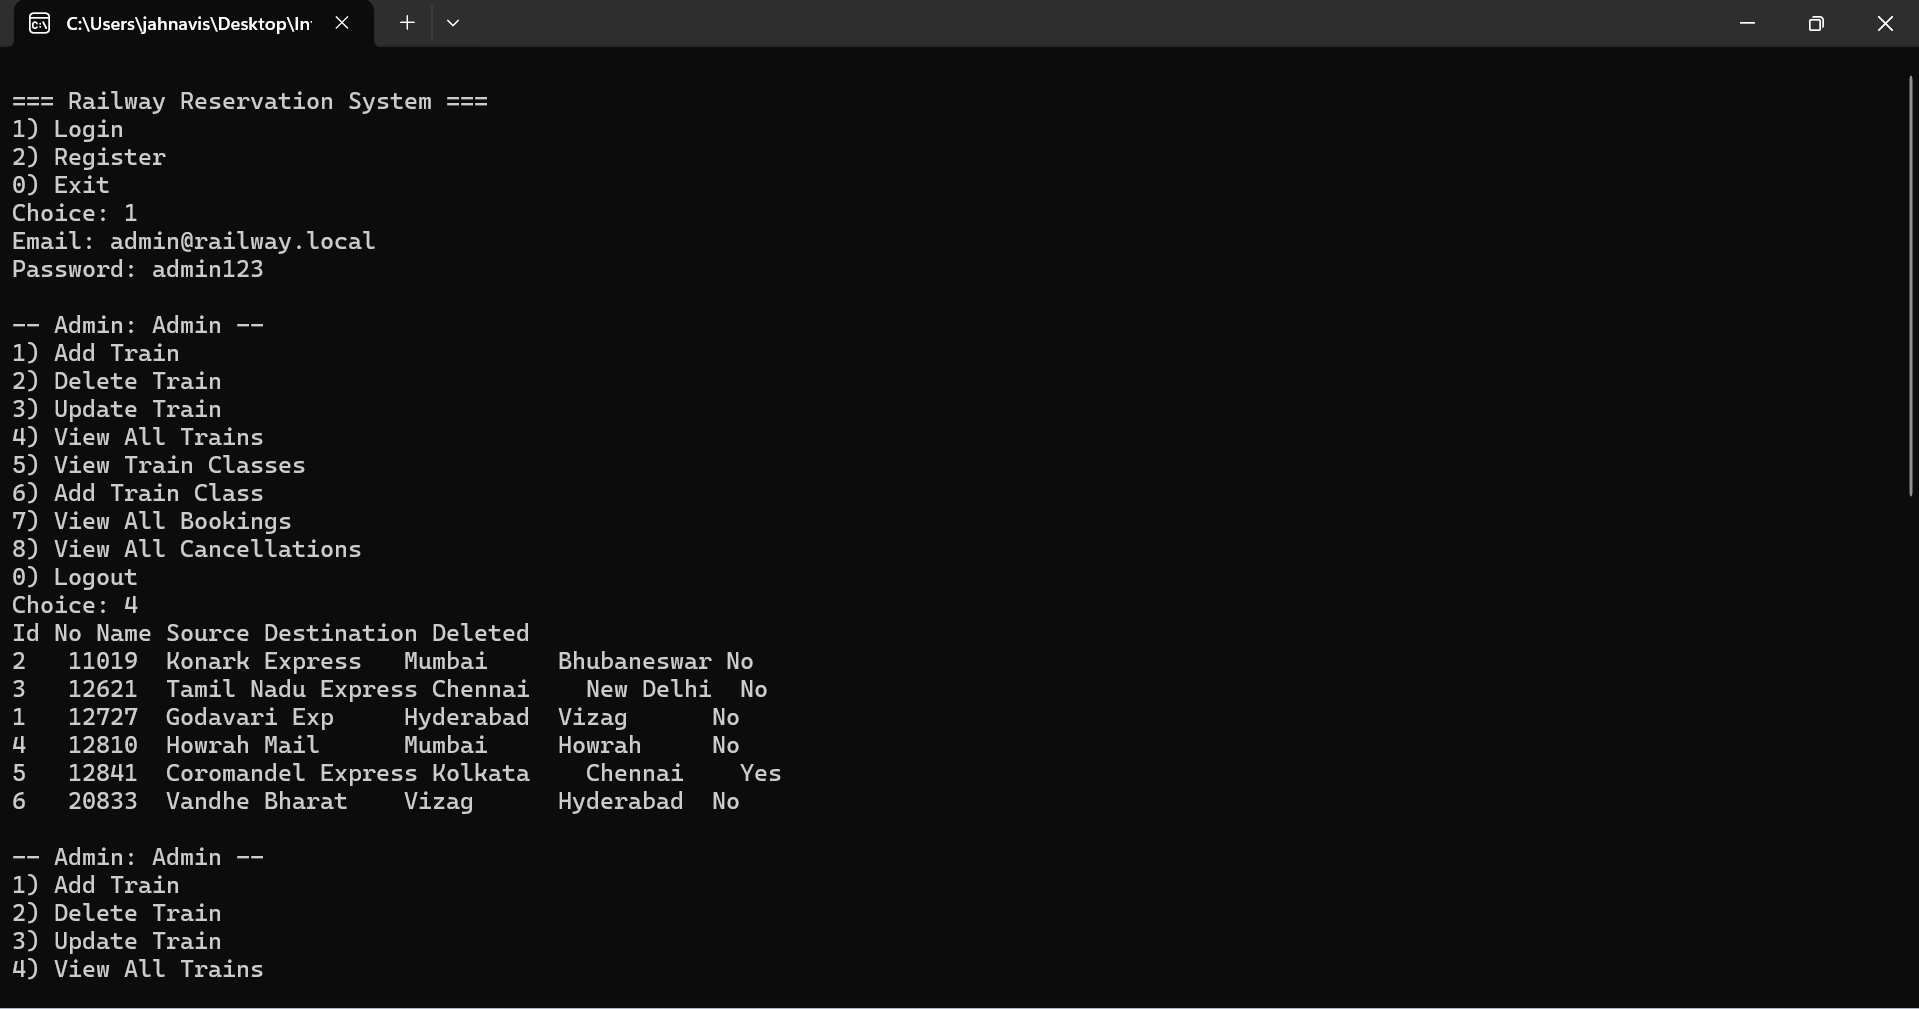 C:\Users\jahnavis\Desktop\In
=== Railway Reservation System ===
1) Login
2) Register
0) Exit
Choice: 1
Email: admin@railway.local
Password: admin123
-- Admin: Admin --
1) Add Train
2) Delete Train
3) Update Train
4) View All Trains
5) View Train Classes
6) Add Train Class
7) View All Bookings
8) View All Cancellations
0) Logout
Choice: 4
Id No Name Source Destination Deleted
2   11019  Konark Express   Mumbai     Bhubaneswar No
3   12621  Tamil Nadu Express Chennai    New Delhi  No
1   12727  Godavari Exp     Hyderabad  Vizag      No
4   12810  Howrah Mail      Mumbai     Howrah     No
5   12841  Coromandel Express Kolkata    Chennai    Yes
6   20833  Vandhe Bharat    Vizag      Hyderabad  No
-- Admin: Admin --
1) Add Train
2) Delete Train
3) Update Train
4) View All Trains